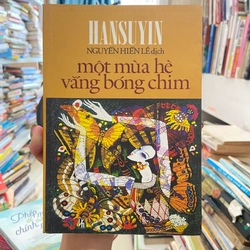 HANSUYIN
NGUYỄN HIẾN LÊ dịch
một mùa hè
vắng bóng chim